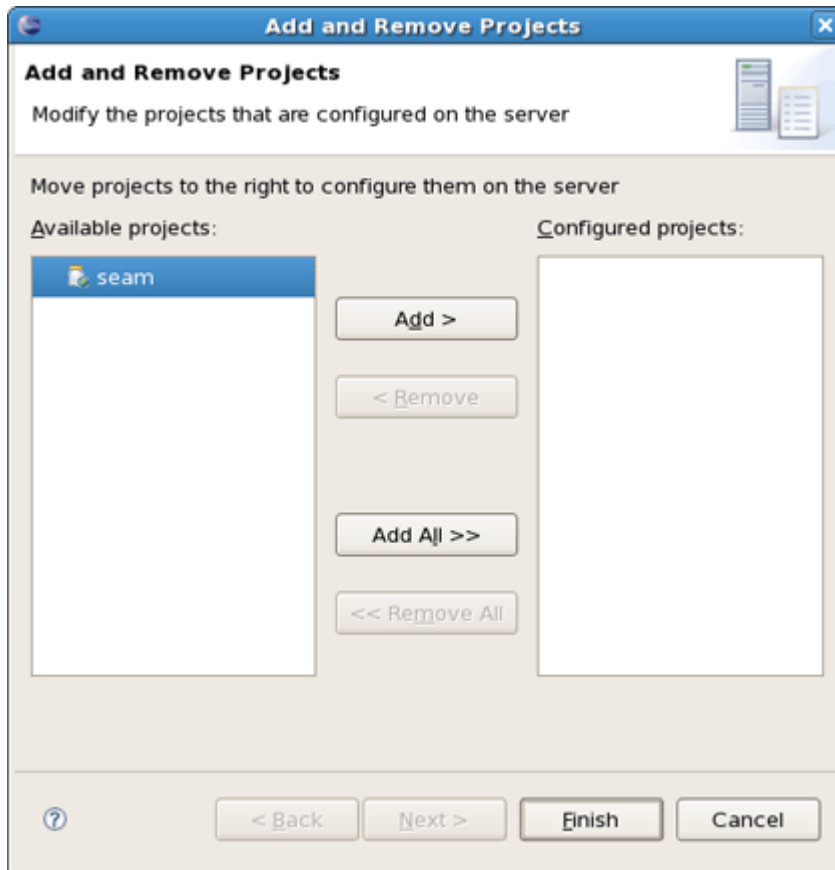 Add and Remove Projects
Add and Remove Projects
Modify the projects that are configured on the server
Move projects to the right to configure them on the server
Available projects:
Configured projects:
seam
Add >
< Remove
Add All >>
<< Remove All
< Back
Next >
Finish
Cancel